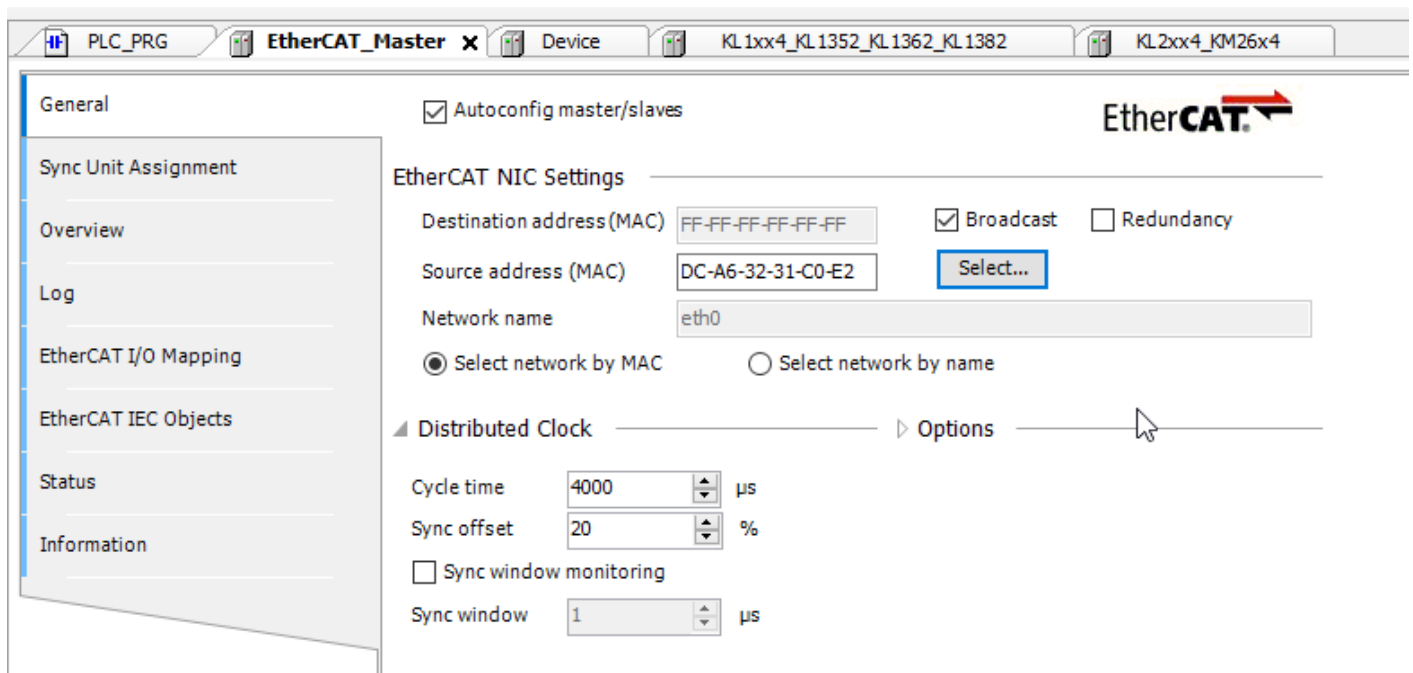 PLC_PRG EtherCAT_Master Device KL1xx4_KL1352_KL1362_KL1382 KL2xx4_KM26x4
General
Sync Unit Assignment
Overview
Log
EtherCAT I/O Mapping
EtherCAT IEC Objects
Status
Information
Autoconfig master/slaves
EtherCAT.
EtherCAT NIC Settings
Destination address (MAC) FF-FF-FF-FF-FF-FF Broadcast Redundancy
Source address (MAC) DC-A6-32-31-C0-E2 Select...
Network name eth0
Select network by MAC Select network by name
Distributed Clock Options
Cycle time 4000 µs
Sync offset 20 %
Sync window monitoring
Sync window 1 µs